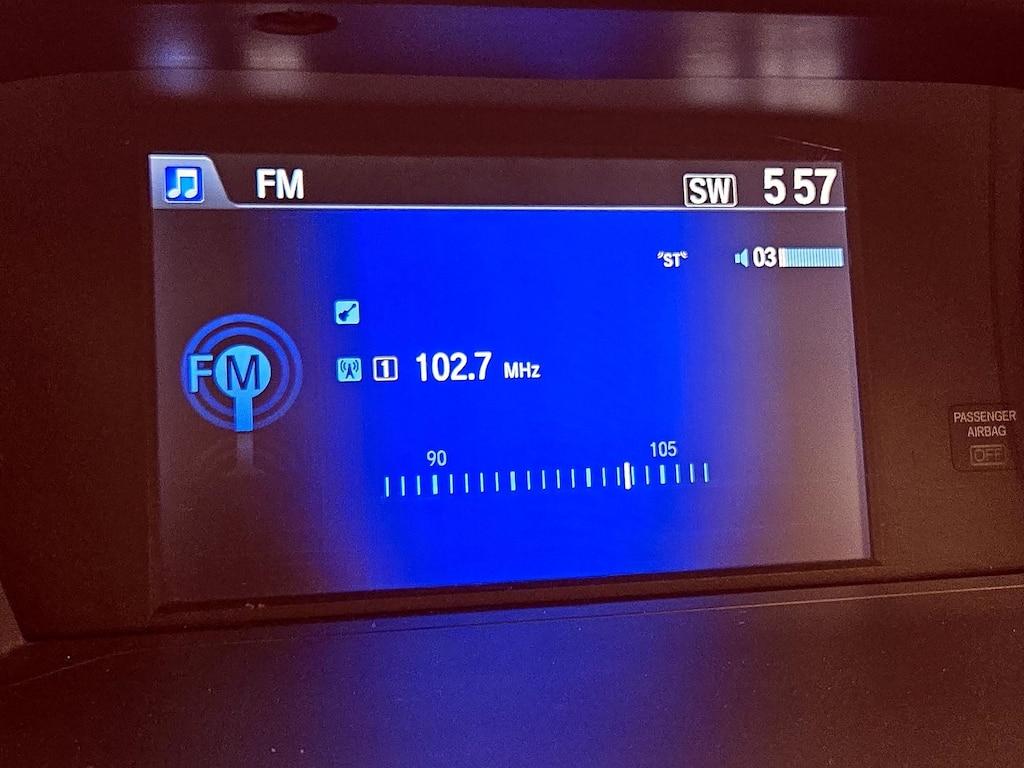 FM SW 5 57
"ST" 03
FM
1 102.7 MHz
90 105
PASSENGER
AIRBAG
OFF